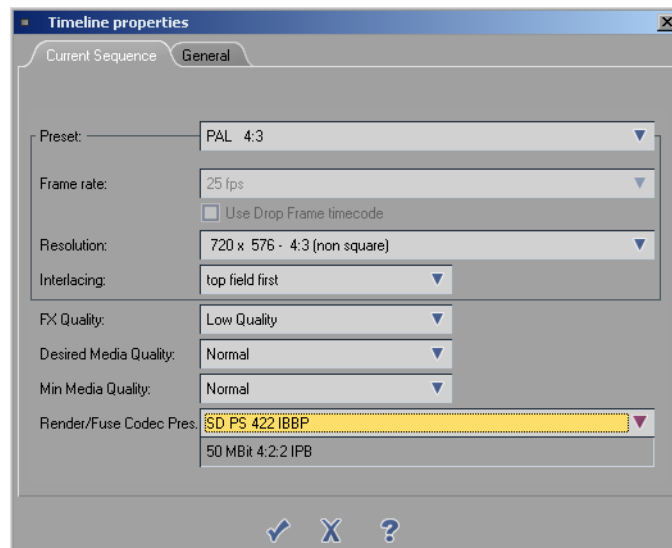 Timeline properties
Current Sequence General
Preset: PAL 4:3
Frame rate: 25 fps
Use Drop Frame timecode
Resolution: 720 x 576 - 4:3 (non square)
Interlacing: top field first
FX Quality: Low Quality
Desired Media Quality: Normal
Min Media Quality: Normal
Render/Fuse Codec Pres. SD PS 422 IBBP
50 MBit 4:2:2 IPB